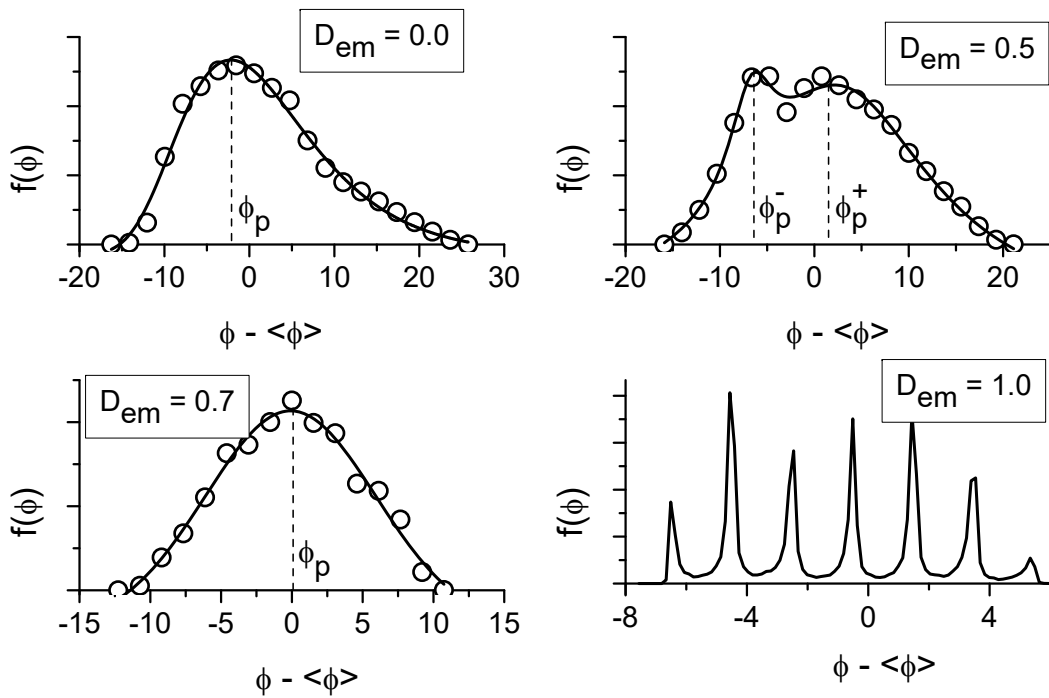 D_em = 0.0
f(ϕ)
ϕ_p
-20 -10 0 10 20 30
ϕ - <ϕ>
D_em = 0.5
f(ϕ)
ϕ_p^- ϕ_p^+
-20 -10 0 10 20
ϕ - <ϕ>
D_em = 0.7
f(ϕ)
ϕ_p
-15 -10 -5 0 5 10 15
ϕ - <ϕ>
D_em = 1.0
f(ϕ)
-8 -4 0 4
ϕ - <ϕ>